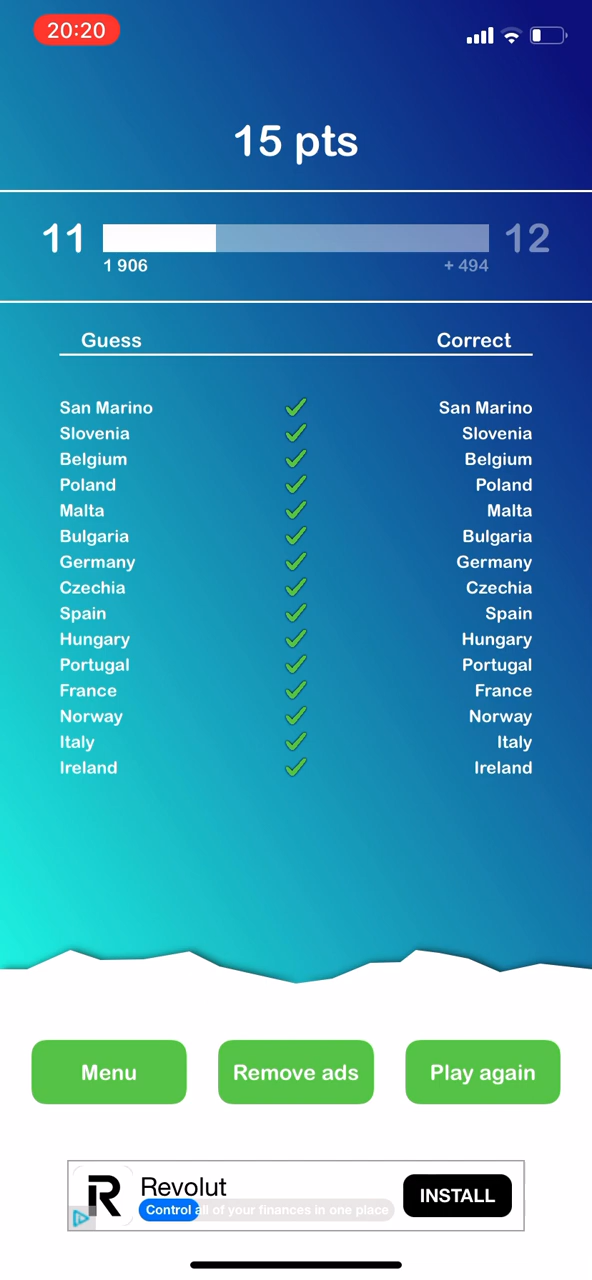 20:20
15 pts
11 12
1 906 + 494
Guess Correct
San Marino San Marino
Slovenia Slovenia
Belgium Belgium
Poland Poland
Malta Malta
Bulgaria Bulgaria
Germany Germany
Czechia Czechia
Spain Spain
Hungary Hungary
Portugal Portugal
France France
Norway Norway
Italy Italy
Ireland Ireland
Menu Remove ads Play again
R Revolut INSTALL
Control all of your finances in one place